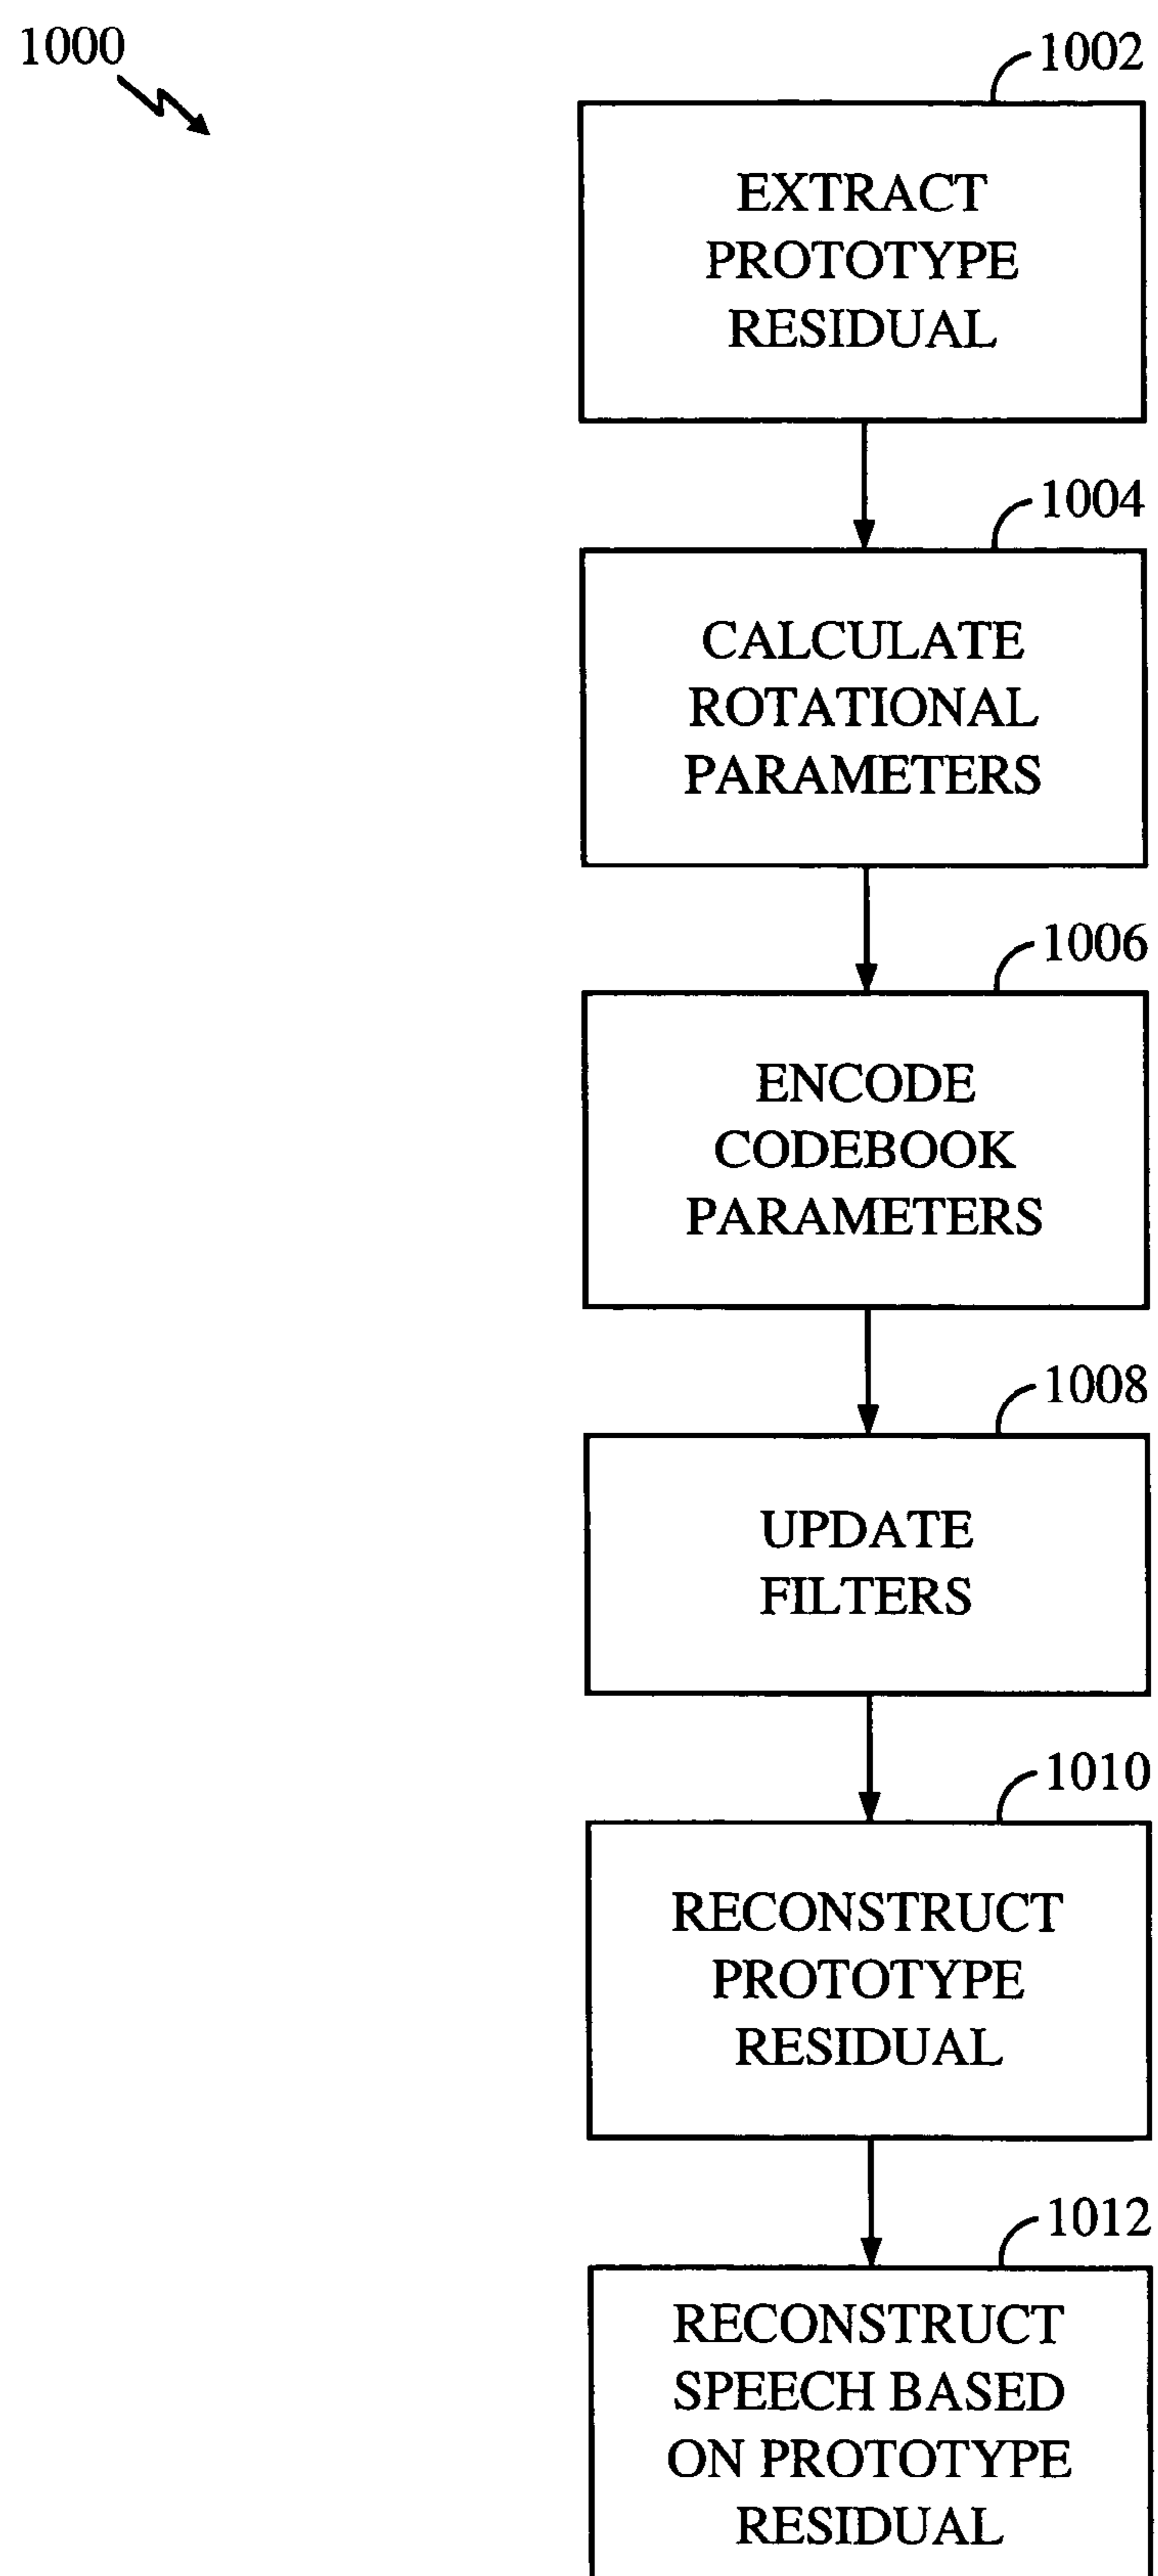 1000
1002
EXTRACT
PROTOTYPE
RESIDUAL
1004
CALCULATE
ROTATIONAL
PARAMETERS
1006
ENCODE
CODEBOOK
PARAMETERS
1008
UPDATE
FILTERS
1010
RECONSTRUCT
PROTOTYPE
RESIDUAL
1012
RECONSTRUCT
SPEECH BASED
ON PROTOTYPE
RESIDUAL